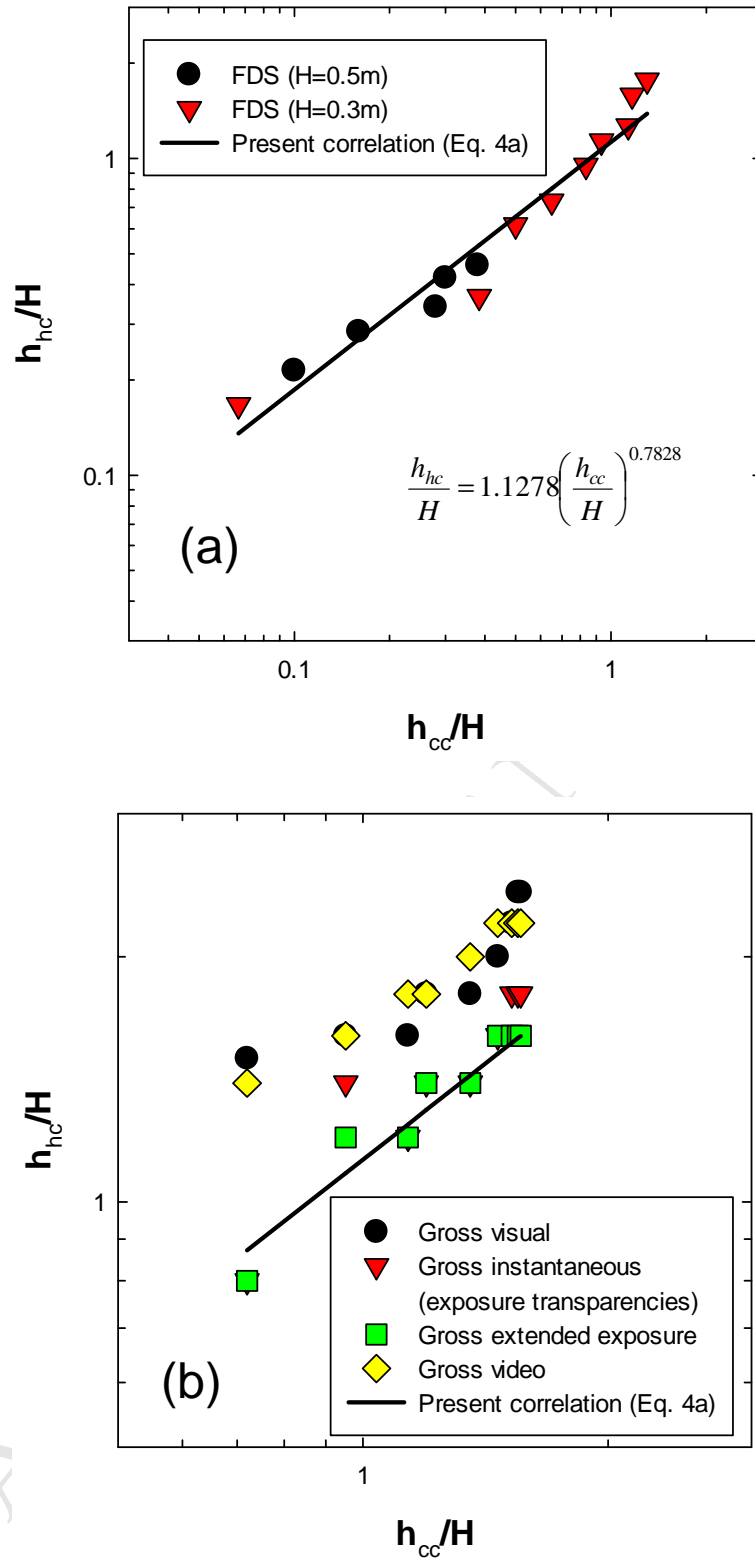 FDS (H=0.5m)
FDS (H=0.3m)
Present correlation (Eq. 4a)
1
h_hc/H
0.1
h_hc/H = 1.1278(h_cc/H)^0.7828
(a)
0.1 1
h_cc/H
h_hc/H
1
Gross visual
Gross instantaneous
(exposure transparencies)
Gross extended exposure
Gross video
Present correlation (Eq. 4a)
(b)
1
h_cc/H